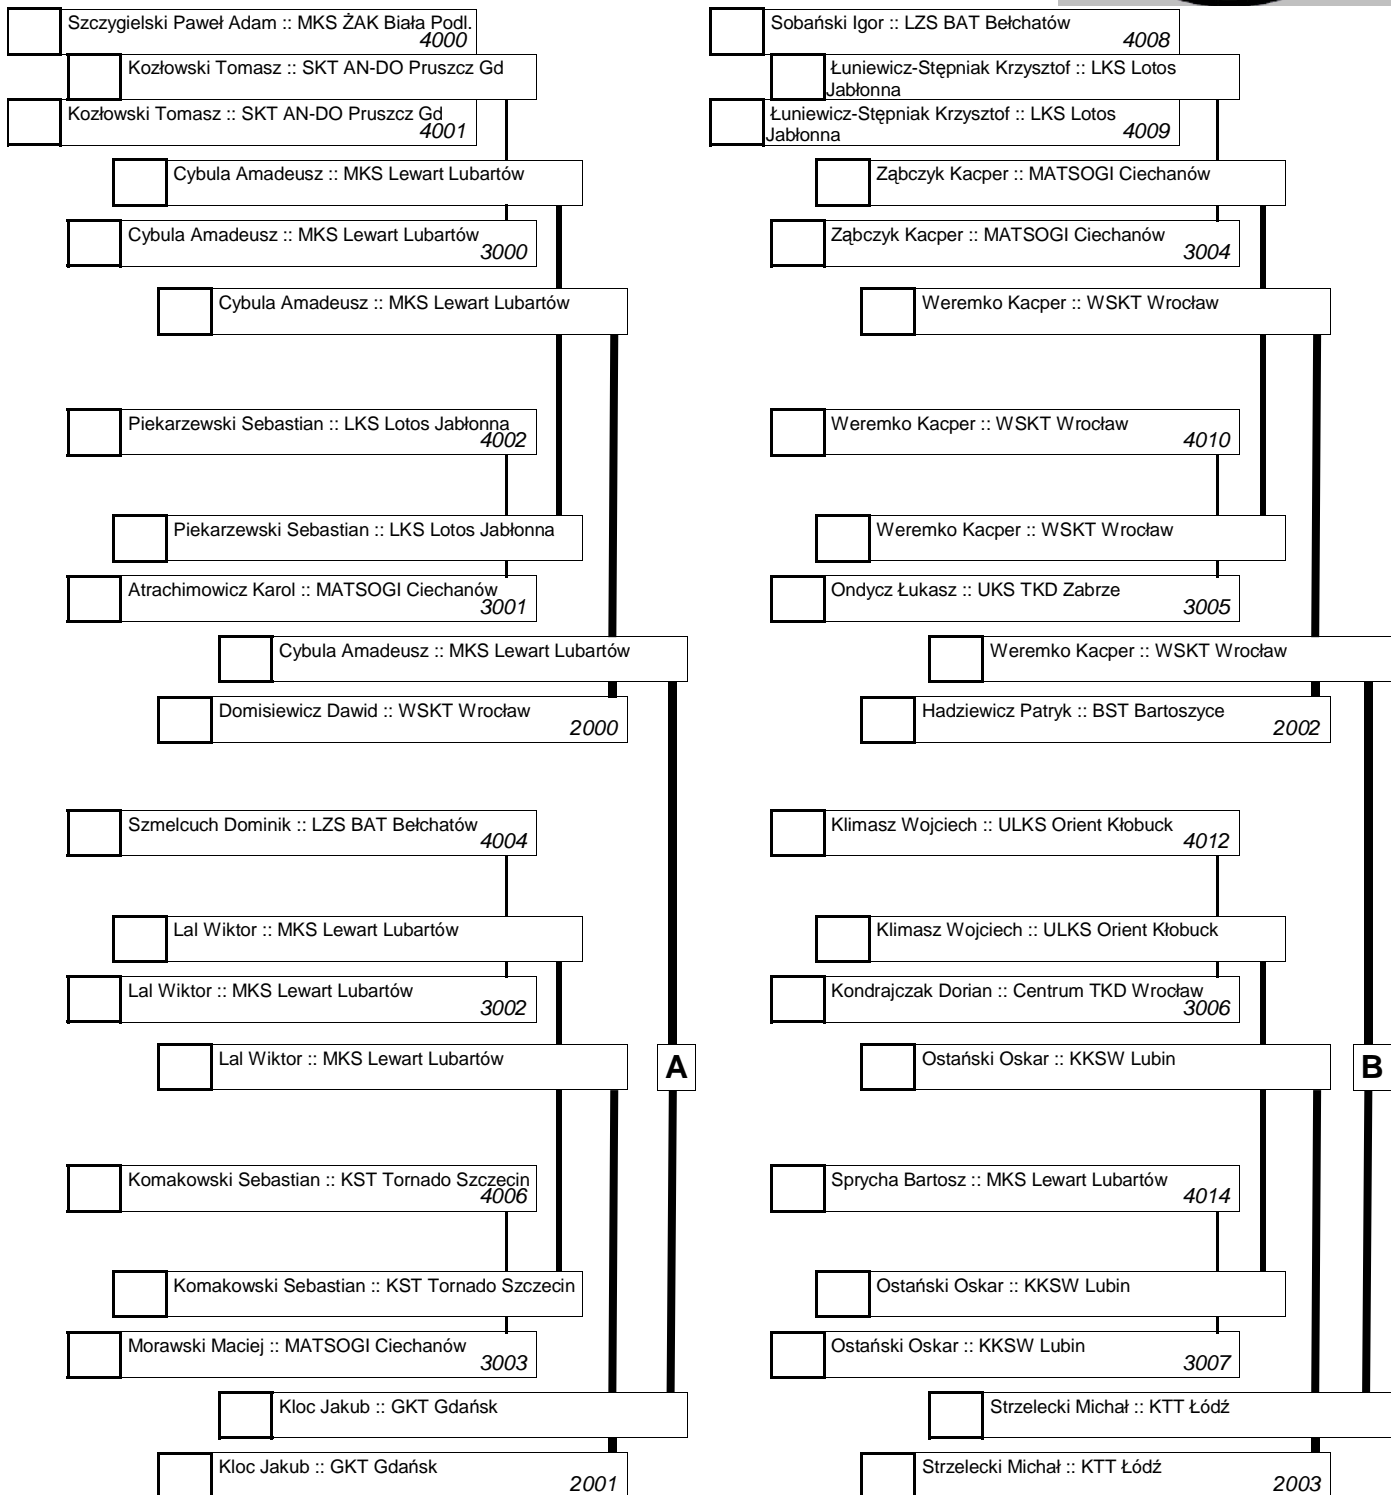 Szczygielski Paweł Adam :: MKS ŻAK Biała Podl.
4000
Kozłowski Tomasz :: SKT AN-DO Pruszcz Gd
Kozłowski Tomasz :: SKT AN-DO Pruszcz Gd
4001
Cybula Amadeusz :: MKS Lewart Lubartów
Cybula Amadeusz :: MKS Lewart Lubartów
3000
Cybula Amadeusz :: MKS Lewart Lubartów
Piekarzewski Sebastian :: LKS Lotos Jabłonna
4002
Piekarzewski Sebastian :: LKS Lotos Jabłonna
Atrachimowicz Karol :: MATSOGI Ciechanów
3001
Cybula Amadeusz :: MKS Lewart Lubartów
Domisiewicz Dawid :: WSKT Wrocław
2000
Szmelcuch Dominik :: LZS BAT Bełchatów
4004
Lal Wiktor :: MKS Lewart Lubartów
Lal Wiktor :: MKS Lewart Lubartów
3002
Lal Wiktor :: MKS Lewart Lubartów
A
Komakowski Sebastian :: KST Tornado Szczecin
4006
Komakowski Sebastian :: KST Tornado Szczecin
Morawski Maciej :: MATSOGI Ciechanów
3003
Kloc Jakub :: GKT Gdańsk
Kloc Jakub :: GKT Gdańsk
2001
Sobański Igor :: LZS BAT Bełchatów
4008
Łuniewicz-Stępniak Krzysztof :: LKS Lotos
Jabłonna
Łuniewicz-Stępniak Krzysztof :: LKS Lotos
Jabłonna
4009
Ząbczyk Kacper :: MATSOGI Ciechanów
Ząbczyk Kacper :: MATSOGI Ciechanów
3004
Weremko Kacper :: WSKT Wrocław
Weremko Kacper :: WSKT Wrocław
4010
Weremko Kacper :: WSKT Wrocław
Ondycz Łukasz :: UKS TKD Zabrze
3005
Weremko Kacper :: WSKT Wrocław
Hadziewicz Patryk :: BST Bartoszyce
2002
Klimasz Wojciech :: ULKS Orient Kłobuck
4012
Klimasz Wojciech :: ULKS Orient Kłobuck
Kondrajczak Dorian :: Centrum TKD Wrocław
3006
Ostański Oskar :: KKSW Lubin
B
Sprycha Bartosz :: MKS Lewart Lubartów
4014
Ostański Oskar :: KKSW Lubin
Ostański Oskar :: KKSW Lubin
3007
Strzelecki Michał :: KTT Łódź
Strzelecki Michał :: KTT Łódź
2003